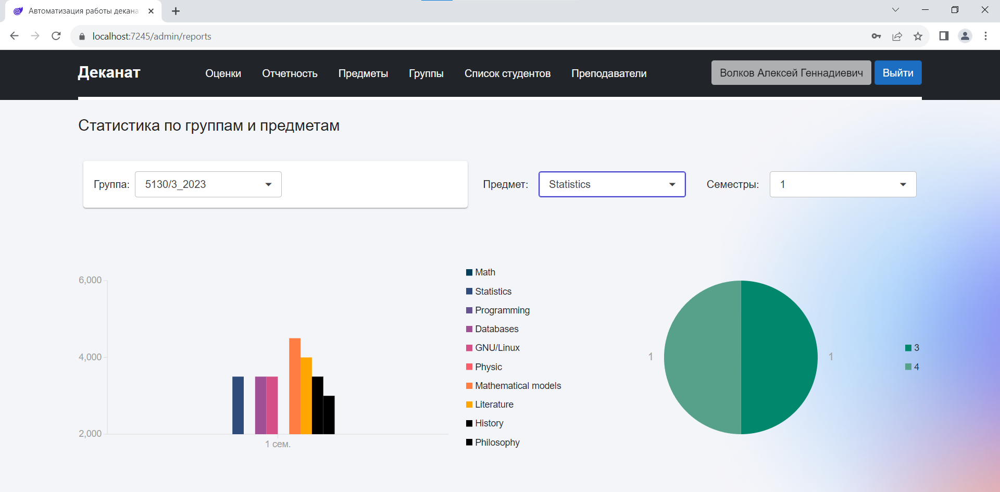 Автоматизация работы декана
localhost:7245/admin/reports
Деканат
Оценки
Отчетность
Предметы
Группы
Список студентов
Преподаватели
Волков Алексей Геннадиевич
Выйти
Статистика по группам и предметам
Группа:
5130/3_2023
Предмет:
Statistics
Семестры:
1
6,000
4,000
2,000
1 сем.
Math
Statistics
Programming
Databases
GNU/Linux
Physic
Mathematical models
Literature
History
Philosophy
1
1
3
4